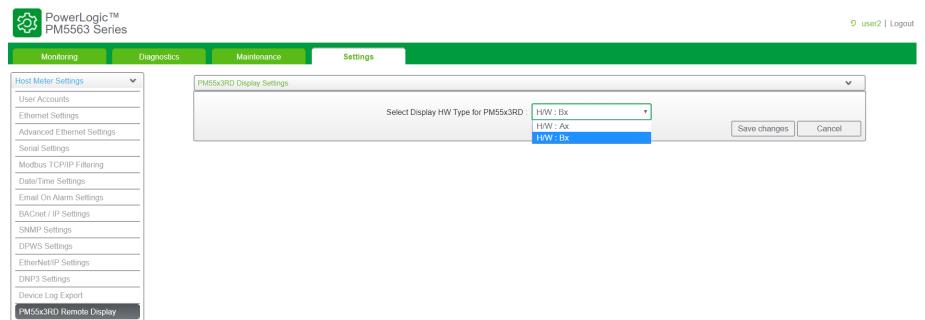 PowerLogic™
PM5563 Series
user2 | Logout
Monitoring Diagnostics Maintenance Settings
Host Meter Settings
User Accounts
Ethernet Settings
Advanced Ethernet Settings
Serial Settings
Modbus TCP/IP Filtering
Date/Time Settings
Email On Alarm Settings
BACnet / IP Settings
SNMP Settings
DPWS Settings
EtherNet/IP Settings
DNP3 Settings
Device Log Export
PM55x3RD Remote Display
PM55x3RD Display Settings
Select Display HW Type for PM55x3RD : H/W : Bx
H/W : Ax
H/W : Bx
Save changes Cancel